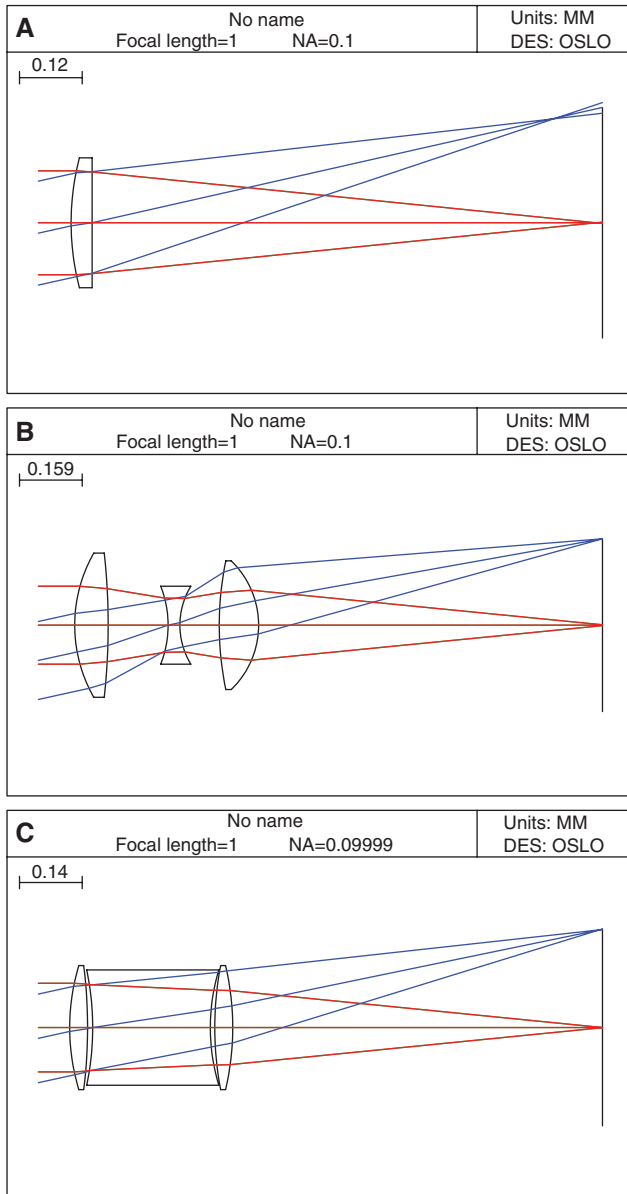 A
No name
Focal length=1 NA=0.1
Units: MM
DES: OSLO
0.12
B
No name
Focal length=1 NA=0.1
Units: MM
DES: OSLO
0.159
C
No name
Focal length=1 NA=0.09999
Units: MM
DES: OSLO
0.14